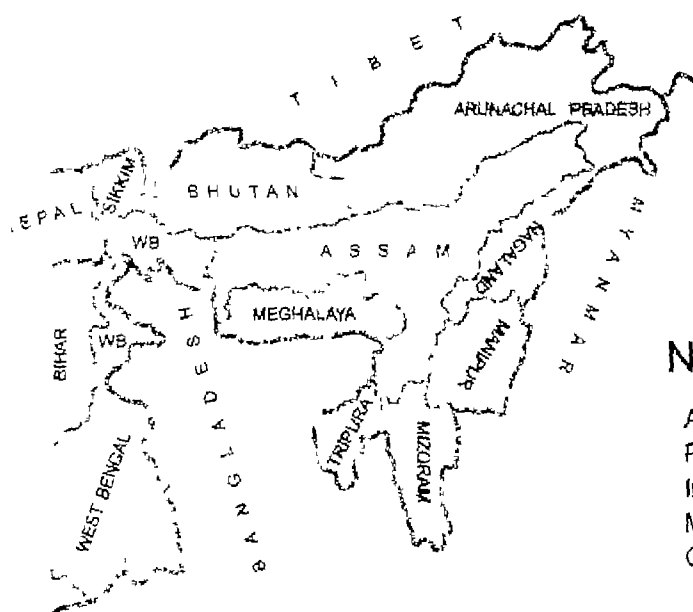 TIBET
ARUNACHAL PRADESH
SIKKIM
BHUTAN
EPAL
WB
ASSAM
NAGALAND
MYANMAR
MEGHALAYA
BANGLADESH
BIHAR
WB
MANIPUR
TRIPURA
MIZORAM
WEST BENGAL
N
A